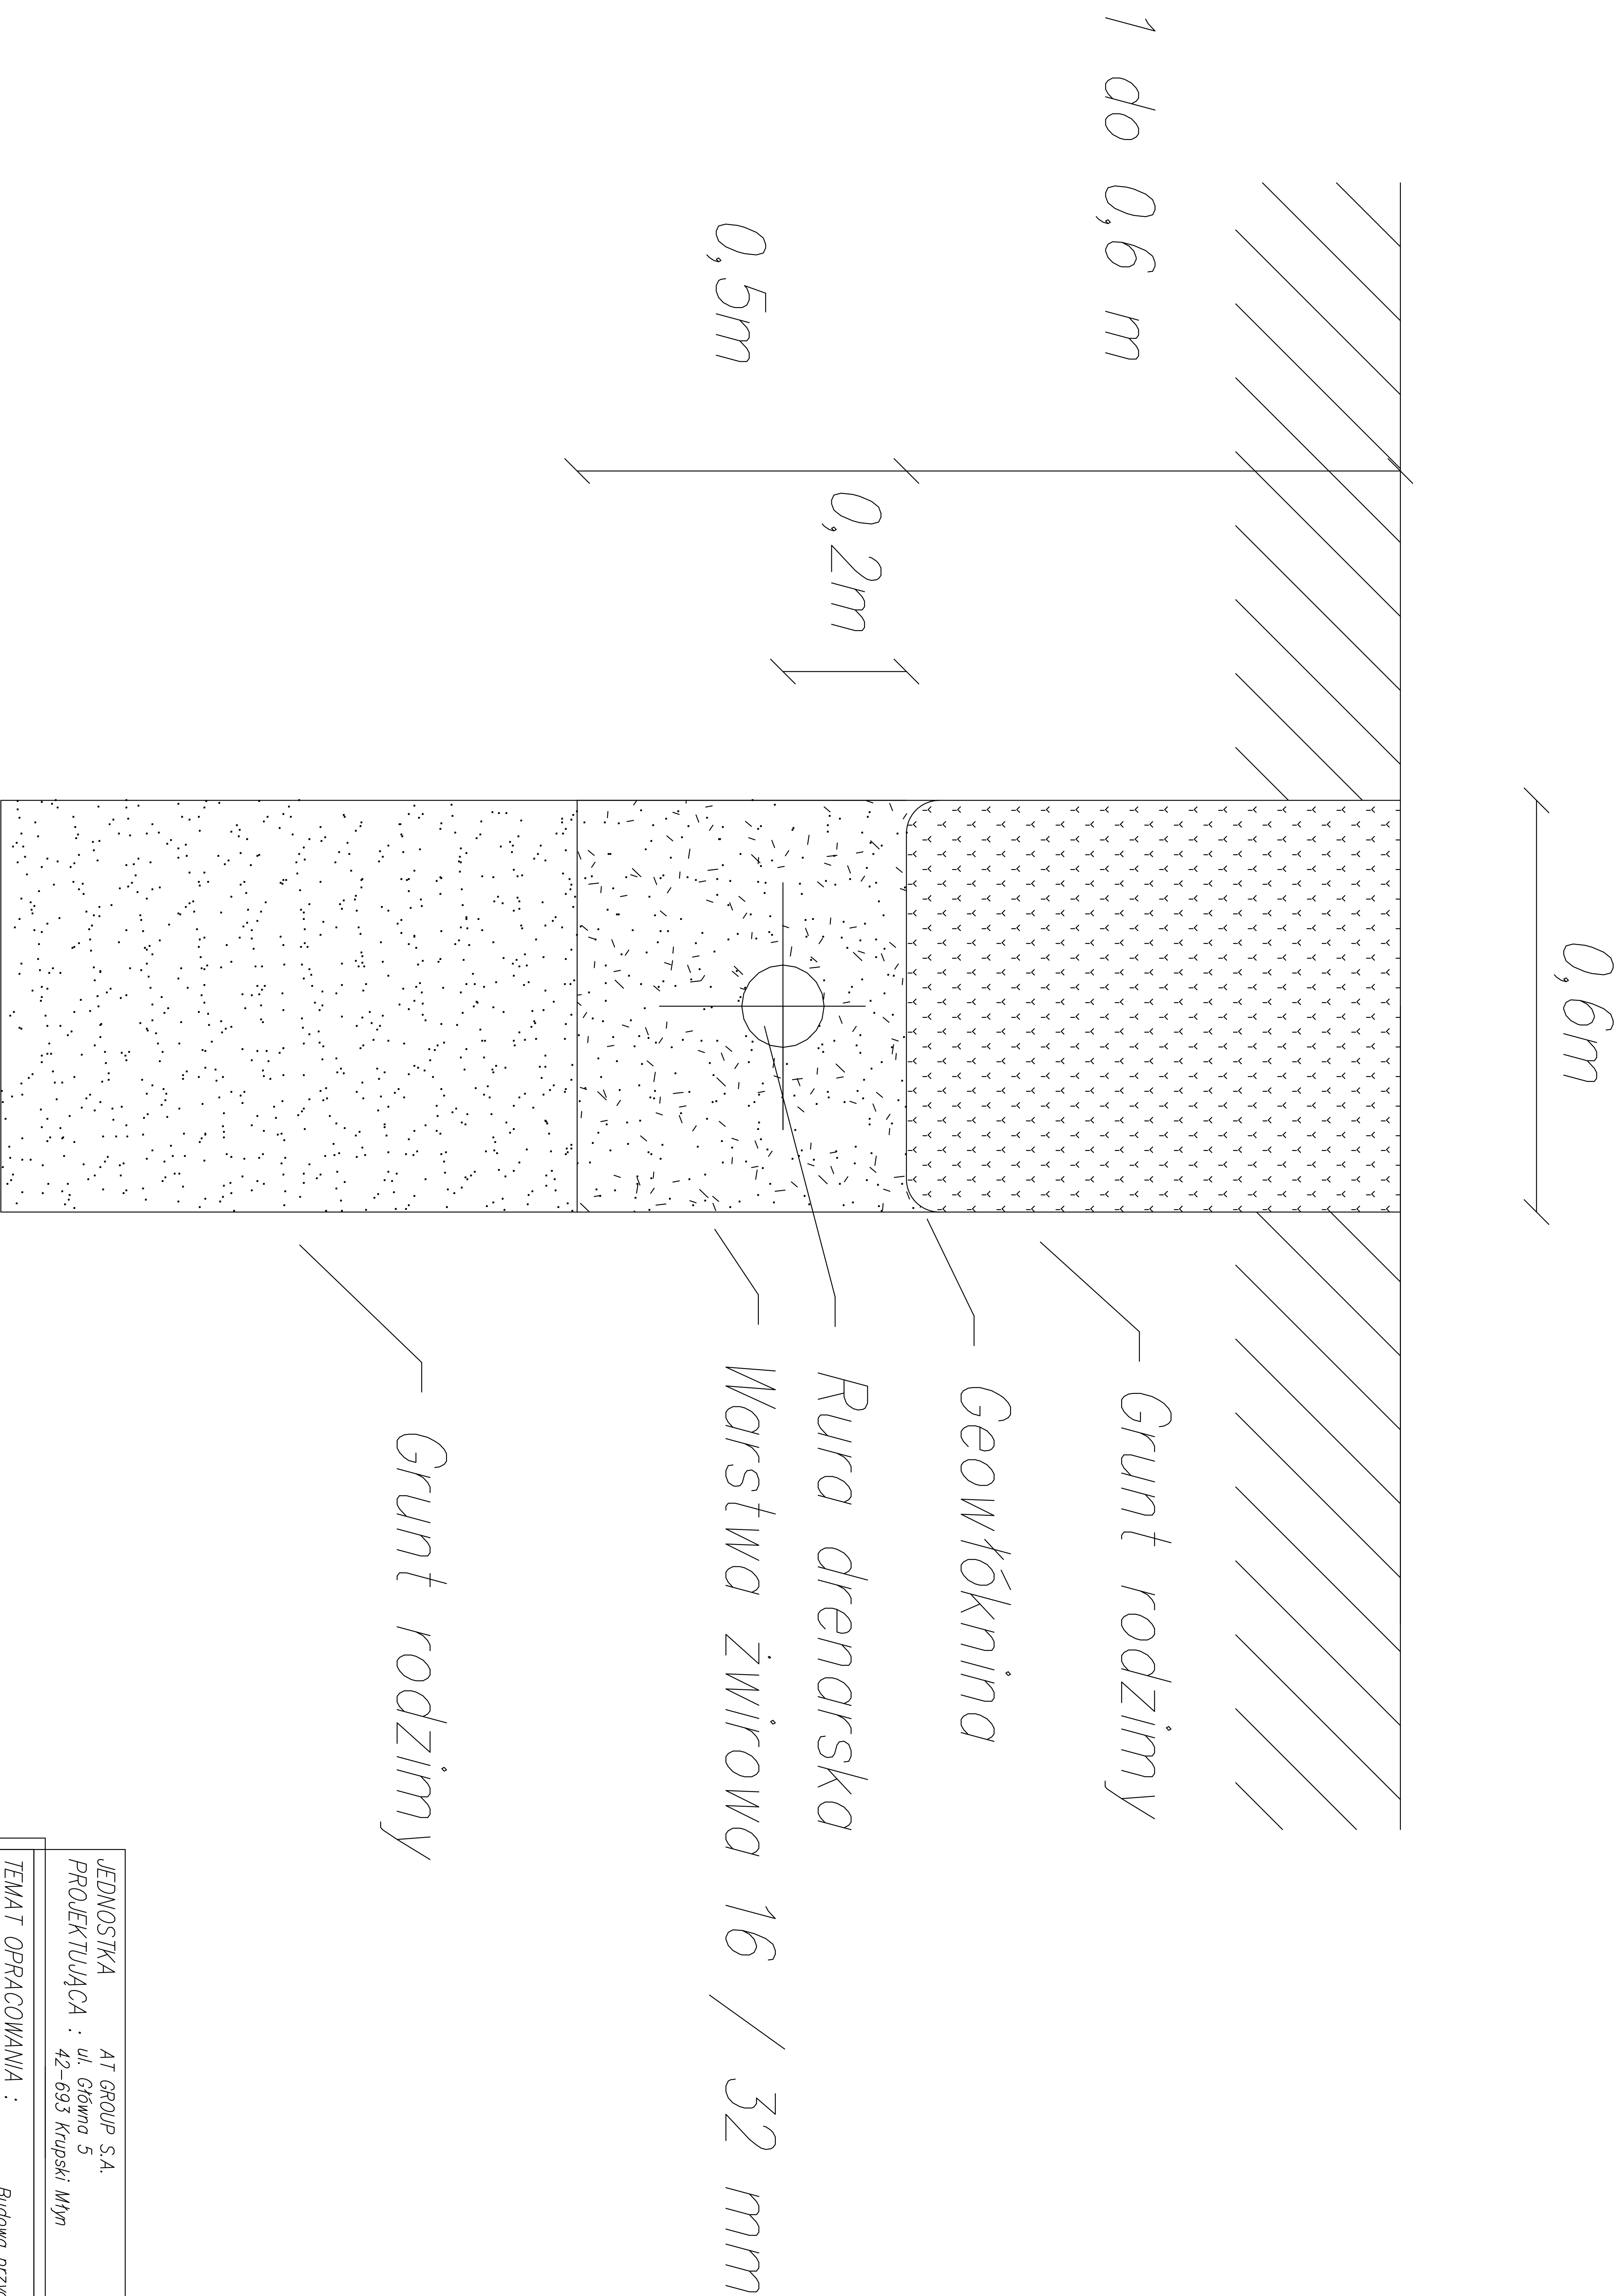 0,6m
1 do 0,6 m
0,2m
0,5m
Grunt rodzimy
Geowłóknina
Rura drenarska
Warstwa żwirowa 16 / 32 mm
Grunt rodzimy
JEDNOSTKA
PROJEKTUJĄCA :
AT GROUP S.A.
ul. Główna 5
42-693 Krupski Młyn
TEMAT OPRACOWANIA :
Budowa